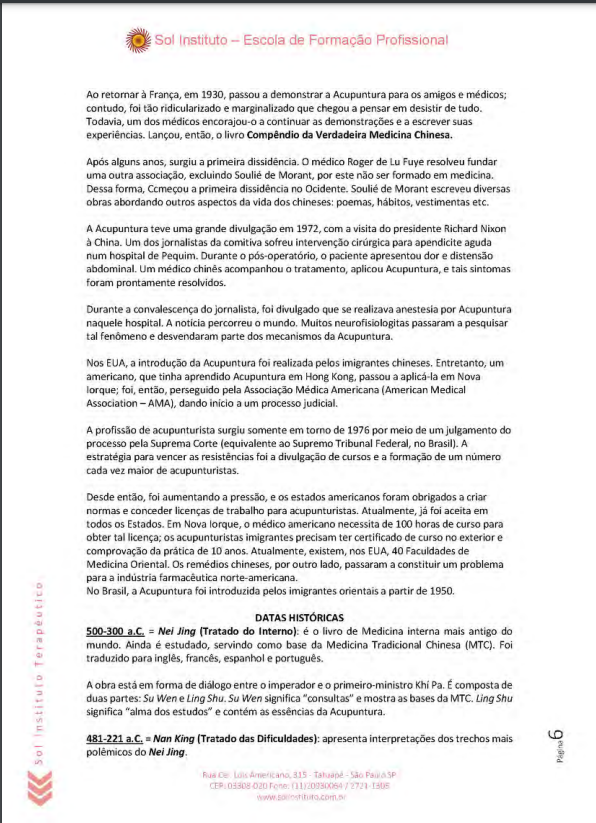 Sol Instituto – Escola de Formação Profissional
Ao retornar à França, em 1930, passou a demonstrar a Acupuntura para os amigos e médicos;
contudo, foi tão ridicularizado e marginalizado que chegou a pensar em desistir de tudo.
Todavia, um dos médicos encorajou-o a continuar as demonstrações e a escrever suas
experiências. Lançou, então, o livro Compêndio da Verdadeira Medicina Chinesa.
Após alguns anos, surgiu a primeira dissidência. O médico Roger de Lu Fuye resolveu fundar
uma outra associação, excluindo Soulié de Morant, por este não ser formado em medicina.
Dessa forma, Ccmeçou a primeira dissidência no Ocidente. Soulié de Morant escreveu diversas
obras abordando outros aspectos da vida dos chineses: poemas, hábitos, vestimentas etc.
A Acupuntura teve uma grande divulgação em 1972, com a visita do presidente Richard Nixon
à China. Um dos jornalistas da comitiva sofreu intervenção cirúrgica para apendicite aguda
num hospital de Pequim. Durante o pós-operatório, o paciente apresentou dor e distensão
abdominal. Um médico chinês acompanhou o tratamento, aplicou Acupuntura, e tais sintomas
foram prontamente resolvidos.
Durante a convalescença do jornalista, foi divulgado que se realizava anestesia por Acupuntura
naquele hospital. A notícia percorreu o mundo. Muitos neurofisiologitas passaram a pesquisar
tal fenômeno e desvendaram parte dos mecanismos da Acupuntura.
Nos EUA, a introdução da Acupuntura foi realizada pelos imigrantes chineses. Entretanto, um
americano, que tinha aprendido Acupuntura em Hong Kong, passou a aplicá-la em Nova
Iorque; foi, então, perseguido pela Associação Médica Americana (American Medical
Association – AMA), dando início a um processo judicial.
A profissão de acupunturista surgiu somente em torno de 1976 por meio de um julgamento do
processo pela Suprema Corte (equivalente ao Supremo Tribunal Federal, no Brasil). A
estratégia para vencer as resistências foi a divulgação de cursos e a formação de um número
cada vez maior de acupunturistas.
Desde então, foi aumentando a pressão, e os estados americanos foram obrigados a criar
normas e conceder licenças de trabalho para acupunturistas. Atualmente, já foi aceita em
todos os Estados. Em Nova Iorque, o médico americano necessita de 100 horas de curso para
obter tal licença; os acupunturistas imigrantes precisam ter certificado de curso no exterior e
comprovação da prática de 10 anos. Atualmente, existem, nos EUA, 40 Faculdades de
Medicina Oriental. Os remédios chineses, por outro lado, passaram a constituir um problema
para a indústria farmacêutica norte-americana.
No Brasil, a Acupuntura foi introduzida pelos imigrantes orientais a partir de 1950.
DATAS HISTÓRICAS
500-300 a.C. = Nei Jing (Tratado do Interno): é o livro de Medicina interna mais antigo do
mundo. Ainda é estudado, servindo como base da Medicina Tradicional Chinesa (MTC). Foi
traduzido para inglês, francês, espanhol e português.
A obra está em forma de diálogo entre o imperador e o primeiro-ministro Khí Pa. É composta de
duas partes: Su Wen e Ling Shu. Su Wen significa “consultas” e mostra as bases da MTC. Ling Shu
significa “alma dos estudos” e contém as essências da Acupuntura.
481-221 a.C. = Nan King (Tratado das Dificuldades): apresenta interpretações dos trechos mais
polêmicos do Nei Jing.
Sol Instituto Terapêutico
Página 6
Rua Cel. Luis Americano, 315 - Tatuapé - São Paulo SP
www.solinstituto.com.br